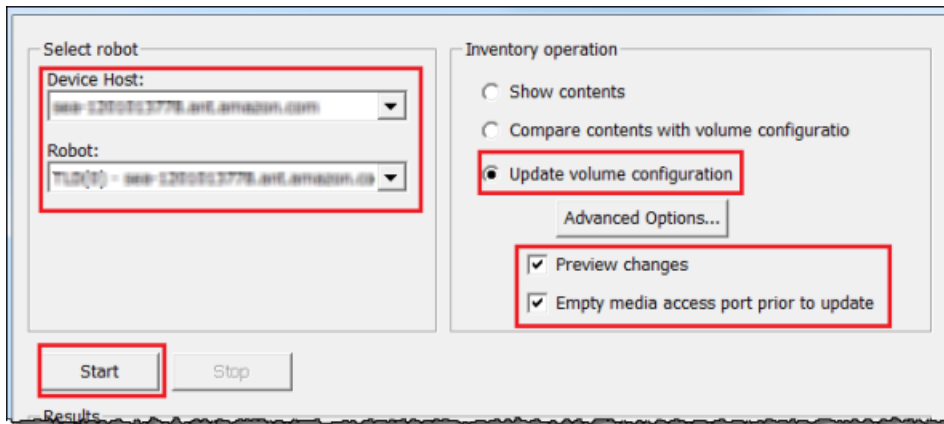 Select robot
Device Host:
Robot:
Inventory operation
Show contents
Compare contents with volume configuratio
Update volume configuration
Advanced Options...
Preview changes
Empty media access port prior to update
Start
Stop
Results